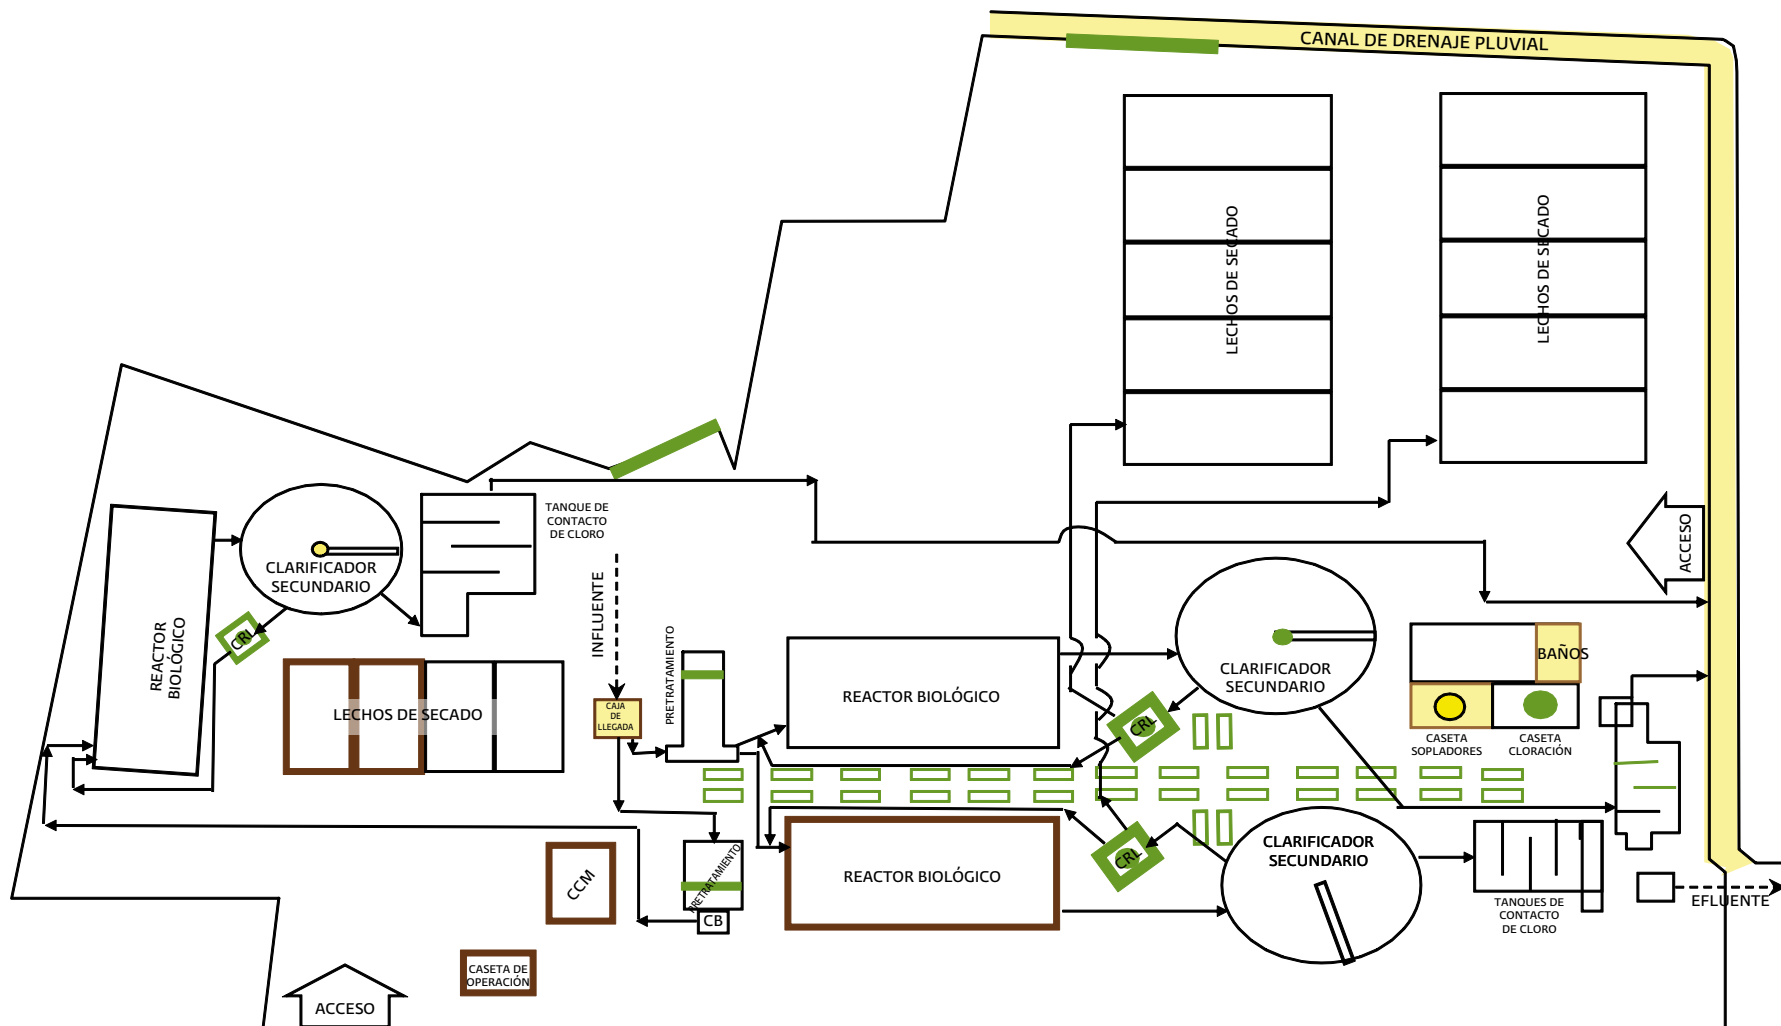 CANAL DE DRENAJE PLUVIAL
LECHOS DE SECADO
LECHOS DE SECADO
ACCESO
TANQUE DE
CONTACTO
DE CLORO
CLARIFICADOR
SECUNDARIO
REACTOR
BIOLÓGICO
CRL
LECHOS DE SECADO
INFLUENTE
CAJA
DE
LLEGADA
PRETRATAMIENTO
REACTOR BIOLÓGICO
CLARIFICADOR
SECUNDARIO
CRL
BAÑOS
CASETA
SOPLADORES
CASETA
CLORACIÓN
PRETRATAMIENTO
CB
CCM
REACTOR BIOLÓGICO
CRL
CLARIFICADOR
SECUNDARIO
TANQUES DE
CONTACTO
DE CLORO
EFLUENTE
CASETA DE
OPERACIÓN
ACCESO